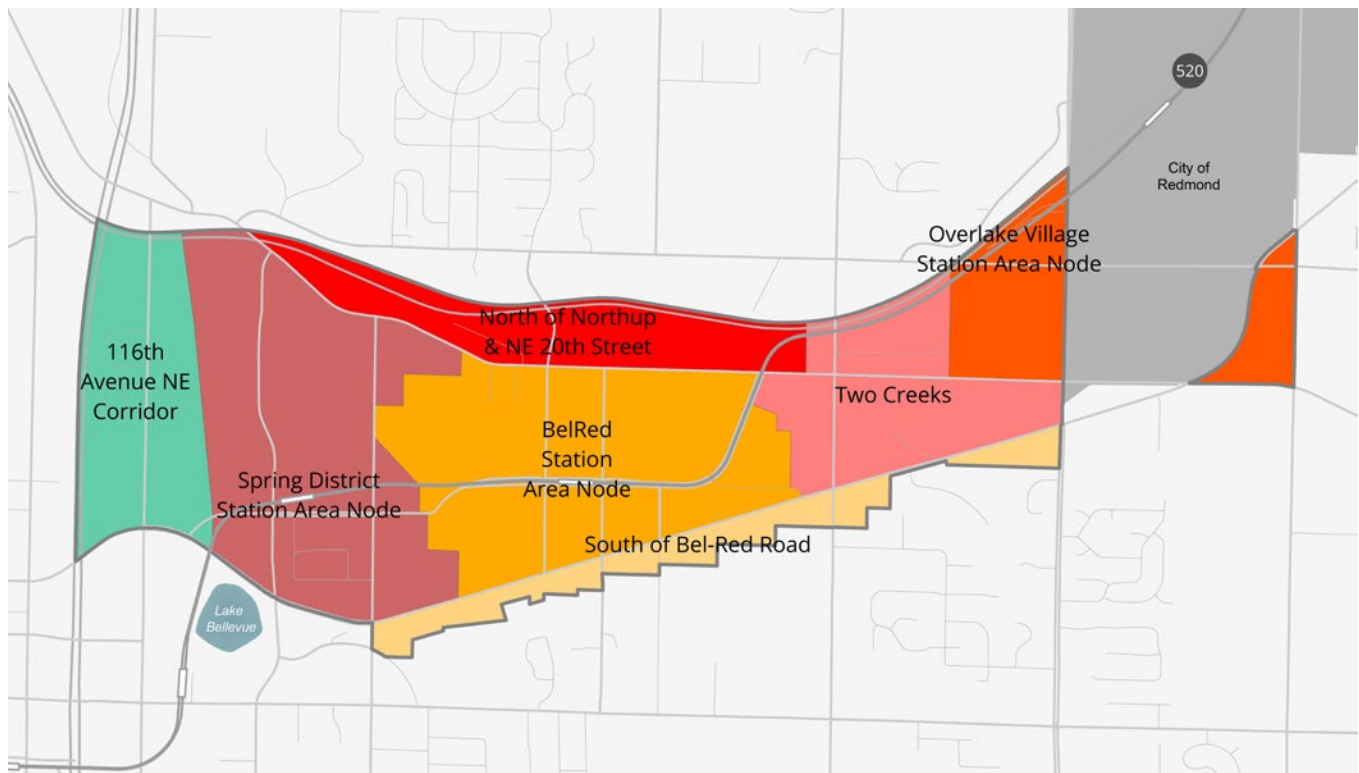 520
City of
Redmond
Overlake Village
Station Area Node
North of Northup
& NE 20th Street
116th
Avenue NE
Corridor
Two Creeks
BelRed
Station
Area Node
Spring District
Station Area Node
South of Bel-Red Road
Lake
Bellevue